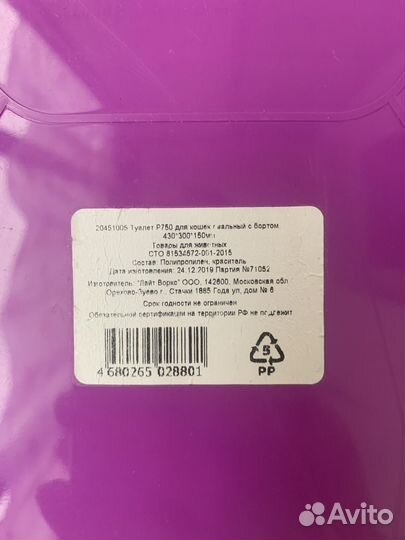 20451005 Туалет Р750 для кошек овальный с бортом
430*300*150мм
Товары для животных
СТО 81534672-001-2015
Состав: Полипропилен, краситель
Дата изготовления: 24.12.2019 Партия №71052
Изготовитель: "Лайт Воркс" ООО, 142600, Московская обл
Орехово-Зуево г., Стачки 1885 Года ул, дом № 6
Срок годности не ограничен
Обязательной сертификации на территории РФ не подлежит
4 680265 028801
5
PP
Avito